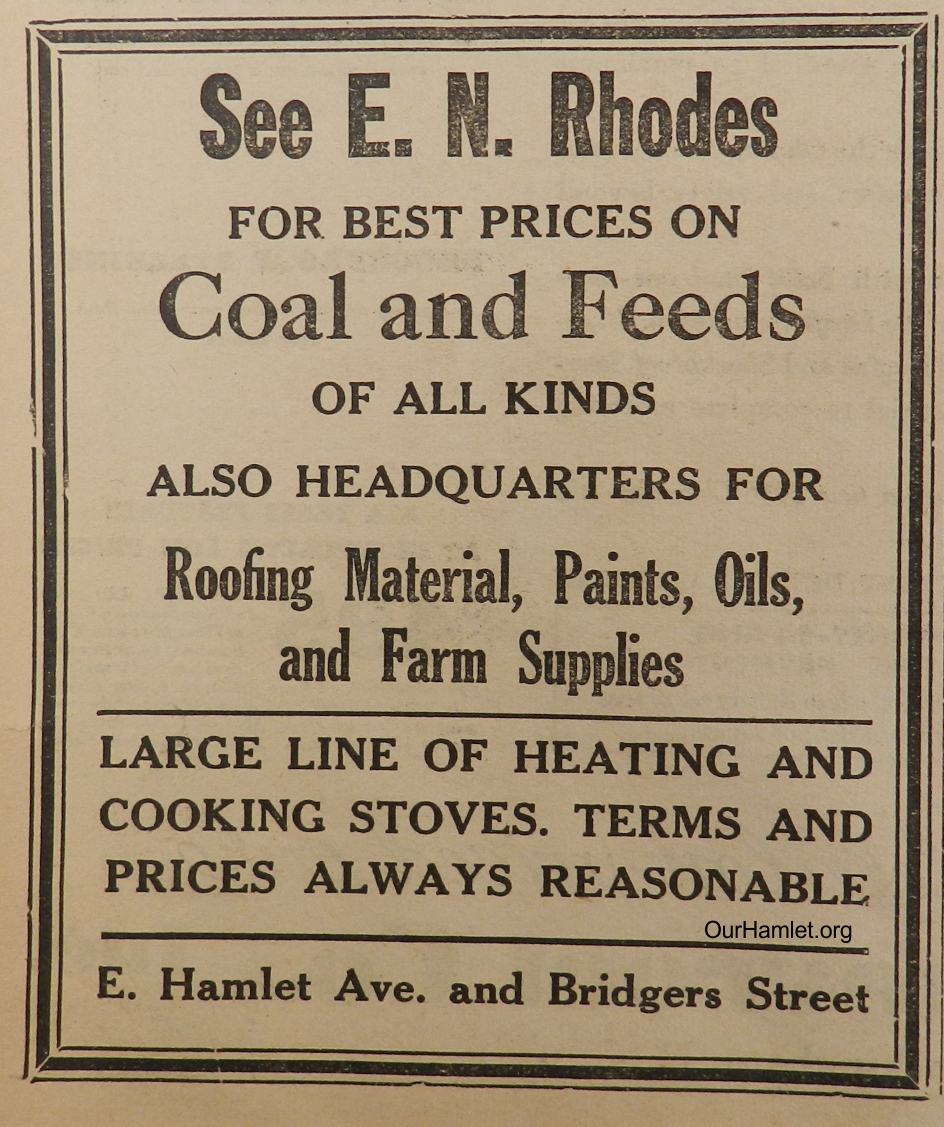 See E. N. Rhodes
FOR BEST PRICES ON
Coal and Feeds
OF ALL KINDS
ALSO HEADQUARTERS FOR
Roofing Material, Paints, Oils,
and Farm Supplies
LARGE LINE OF HEATING AND
COOKING STOVES. TERMS AND
PRICES ALWAYS REASONABLE
OurHamlet.org
E. Hamlet Ave. and Bridgers Street